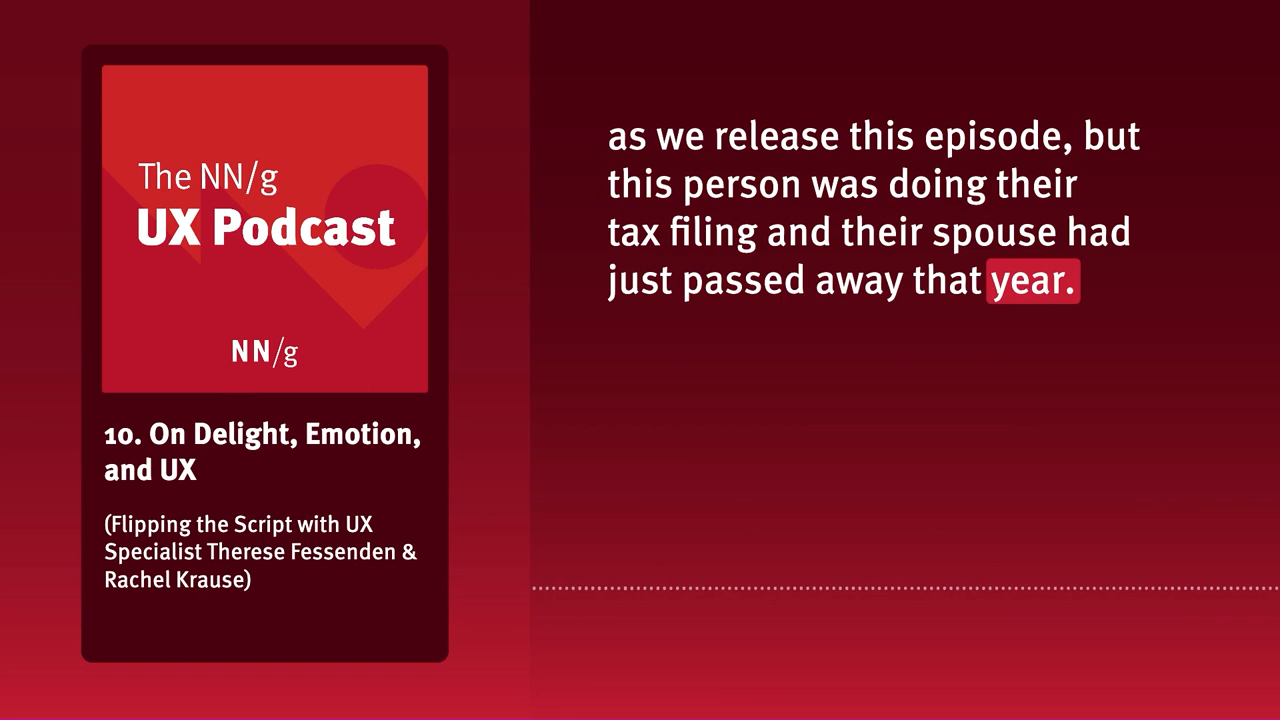 The NN/g
UX Podcast
NN/g
10. On Delight, Emotion,
and UX
(Flipping the Script with UX
Specialist Therese Fessenden &
Rachel Krause)
as we release this episode, but
this person was doing their
tax filing and their spouse had
just passed away that year.